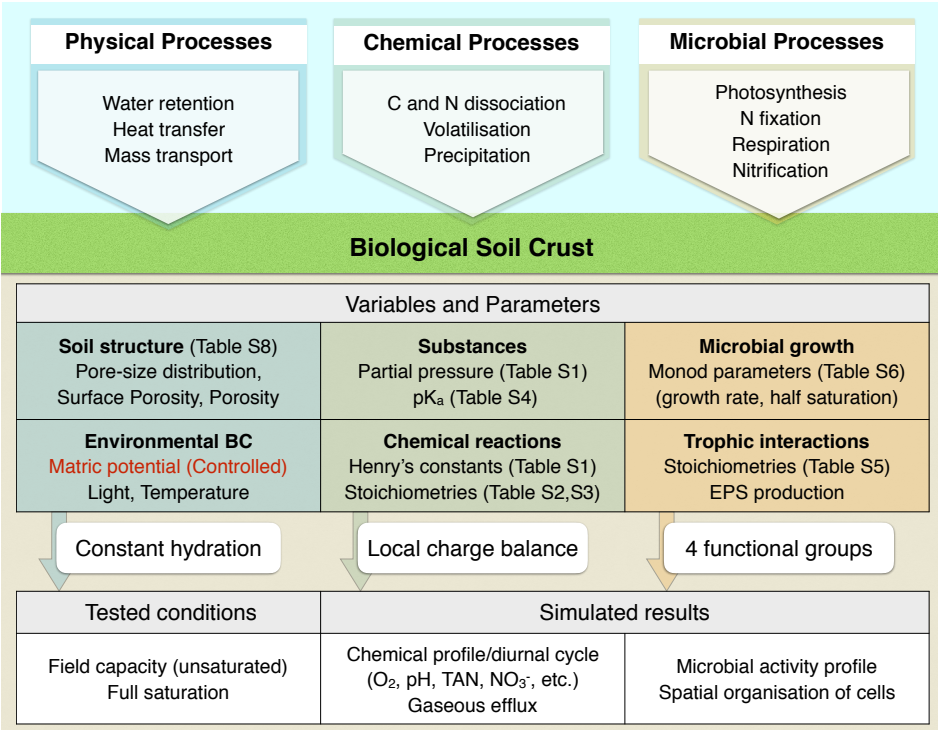 Physical Processes
Water retention
Heat transfer
Mass transport
Chemical Processes
C and N dissociation
Volatilisation
Precipitation
Microbial Processes
Photosynthesis
N fixation
Respiration
Nitrification
Biological Soil Crust
Variables and Parameters
Soil structure (Table S8)
Pore-size distribution,
Surface Porosity, Porosity
Substances
Partial pressure (Table S1)
pKₐ (Table S4)
Microbial growth
Monod parameters (Table S6)
(growth rate, half saturation)
Environmental BC
Matric potential (Controlled)
Light, Temperature
Chemical reactions
Henry's constants (Table S1)
Stoichiometries (Table S2,S3)
Trophic interactions
Stoichiometries (Table S5)
EPS production
Constant hydration
Local charge balance
4 functional groups
Tested conditions
Simulated results
Field capacity (unsaturated)
Full saturation
Chemical profile/diurnal cycle
(O₂, pH, TAN, NO₃⁻, etc.)
Gaseous efflux
Microbial activity profile
Spatial organisation of cells